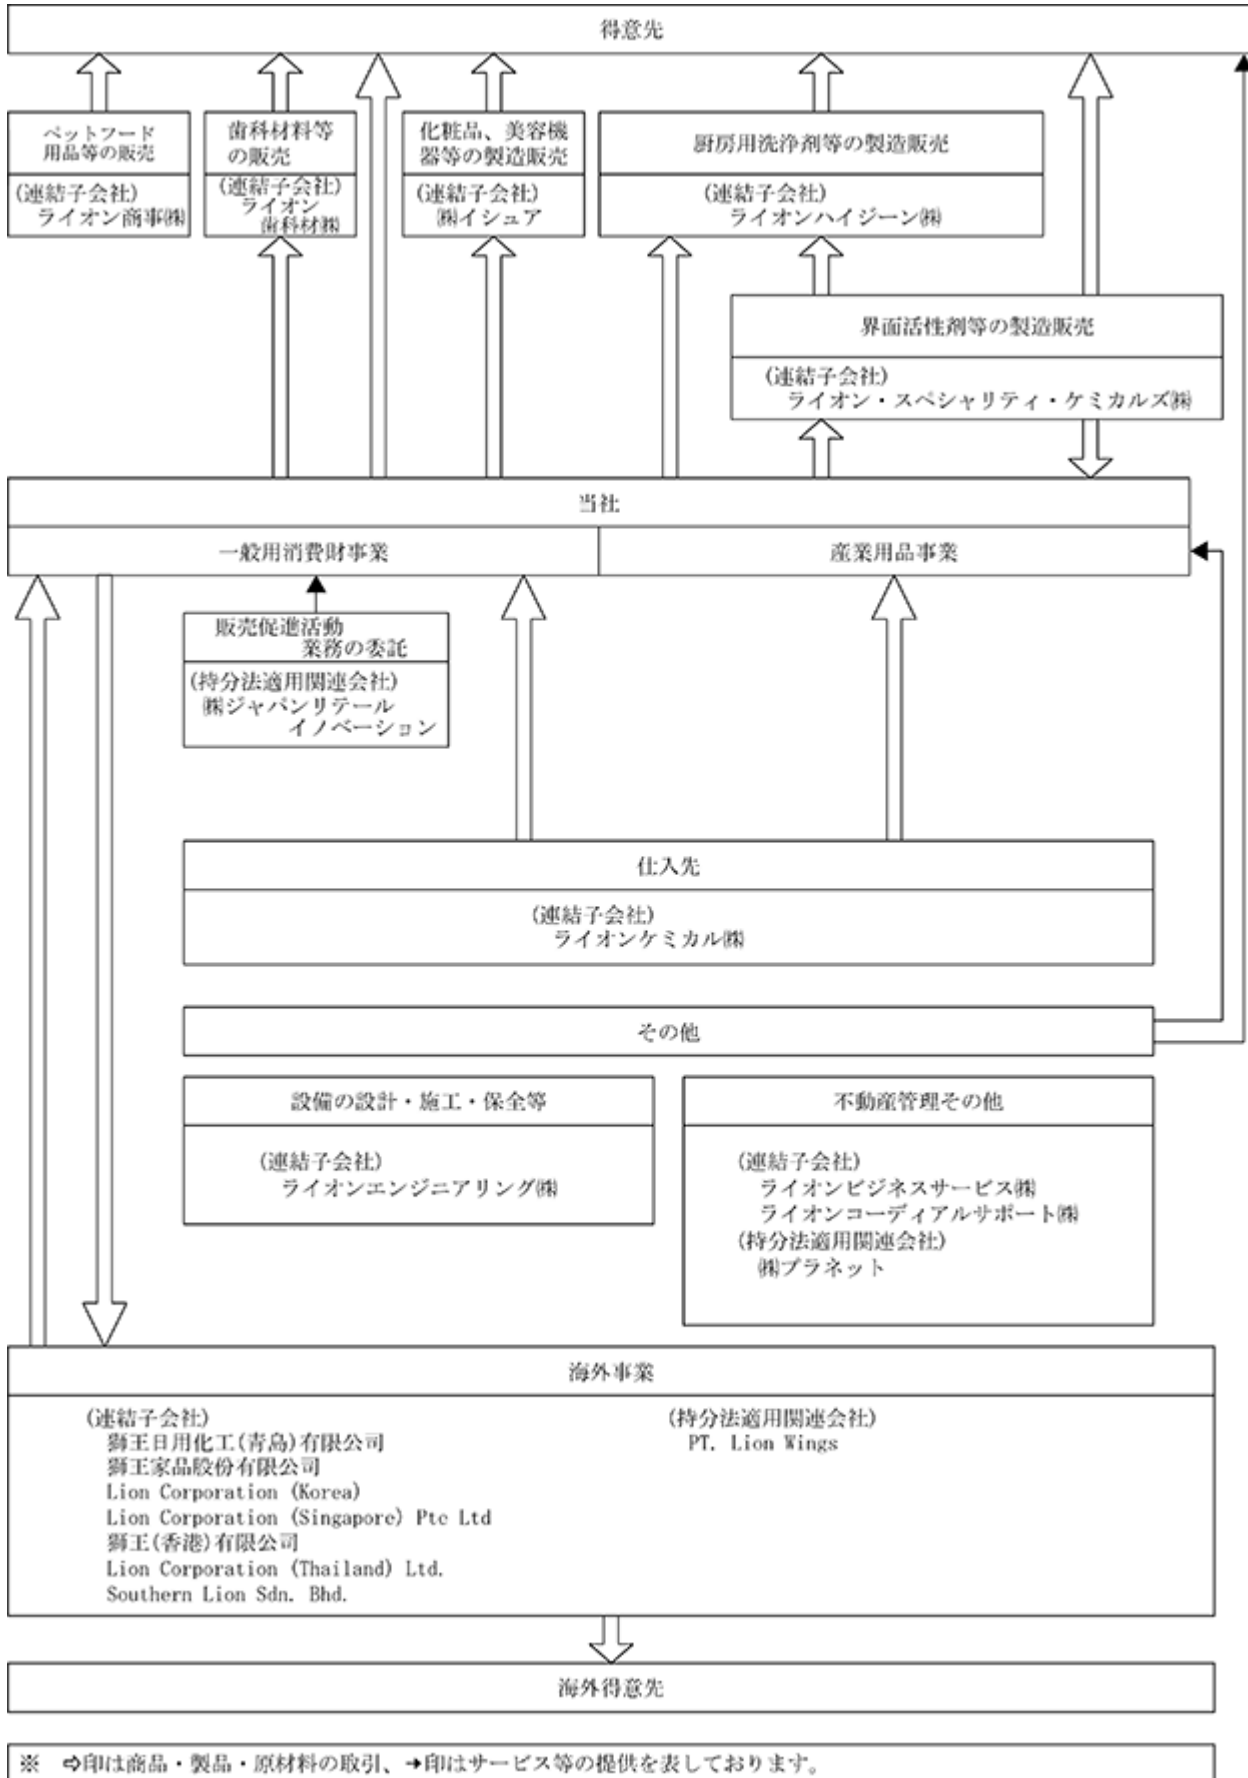 得意先
ペットフード
用品等の販売
(連結子会社)
ライオン商事㈱
歯科材料等
の販売
(連結子会社)
ライオン
歯科材㈱
化粧品、美容機
器等の製造販売
(連結子会社)
㈱イシュア
厨房用洗浄剤等の製造販売
(連結子会社)
ライオンハイジーン㈱
界面活性剤等の製造販売
(連結子会社)
ライオン・スペシャリティ・ケミカルズ㈱
当社
一般用消費財事業
産業用品事業
販売促進活動
業務の委託
(持分法適用関連会社)
㈱ジャパンリテール
イノベーション
仕入先
(連結子会社)
ライオンケミカル㈱
その他
設備の設計・施工・保全等
(連結子会社)
ライオンエンジニアリング㈱
不動産管理その他
(連結子会社)
ライオンビジネスサービス㈱
ライオンコーディアルサポート㈱
(持分法適用関連会社)
㈱プラネット
海外事業
(連結子会社)
獅王日用化工(青島)有限公司
獅王家品股份有限公司
Lion Corporation (Korea)
Lion Corporation (Singapore) Pte Ltd
獅王(香港)有限公司
Lion Corporation (Thailand) Ltd.
Southern Lion Sdn. Bhd.
(持分法適用関連会社)
PT. Lion Wings
海外得意先
※ ⇨印は商品・製品・原材料の取引、→印はサービス等の提供を表しております。